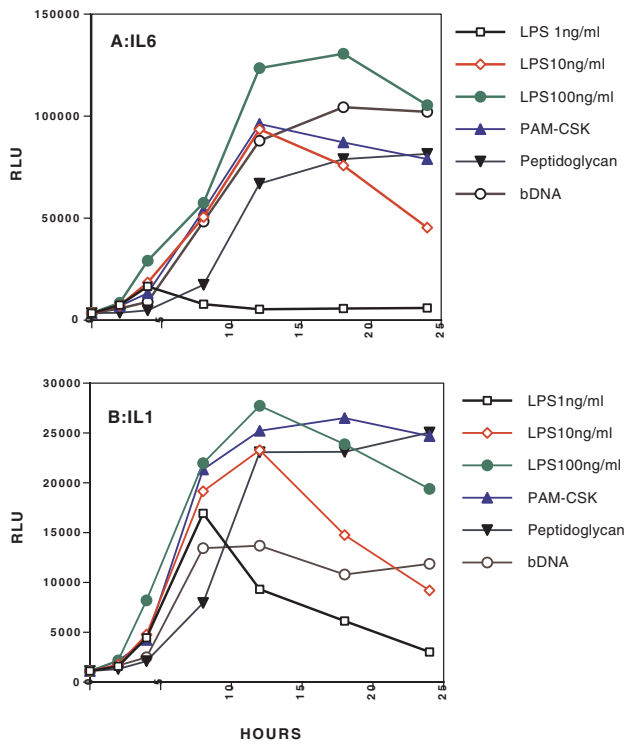 A:IL6
150000
100000
50000
0
RLU
0
5
10
15
20
25
LPS 1ng/ml
LPS10ng/ml
LPS100ng/ml
PAM-CSK
Peptidoglycan
bDNA
B:IL1
30000
25000
20000
15000
10000
5000
0
RLU
0
5
10
15
20
25
HOURS
LPS1ng/ml
LPS10ng/ml
LPS100ng/ml
PAM-CSK
Peptidoglycan
bDNA